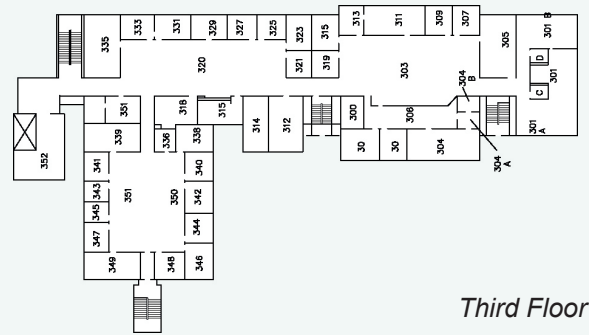 333 331 329 327 325 323 315 313 311 309 307 301 B
335 320 321 319 303 305 D 301
304 B C
351 318 315 300 306 301 A
339 336 338 314 312 30 30 304 304 A
352 341 340
343 351 350 342
345
347 344
349 348 346
Third Floor